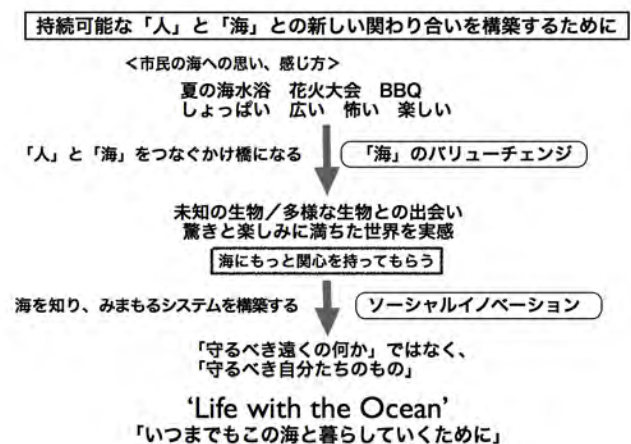 持続可能な「人」と「海」との新しい関わり合いを構築するために
＜市民の海への思い、感じ方＞
夏の海水浴　花火大会　BBQ
しょっぱい　広い　怖い　楽しい
「人」と「海」をつなぐかけ橋になる
「海」のバリューチェンジ
未知の生物／多様な生物との出会い
驚きと楽しみに満ちた世界を実感
海にもっと関心を持ってもらう
海を知り、みまもるシステムを構築する
ソーシャルイノベーション
「守るべき遠くの何か」ではなく、
「守るべき自分たちのもの」
‘Life with the Ocean’
「いつまでもこの海と暮らしていくために」